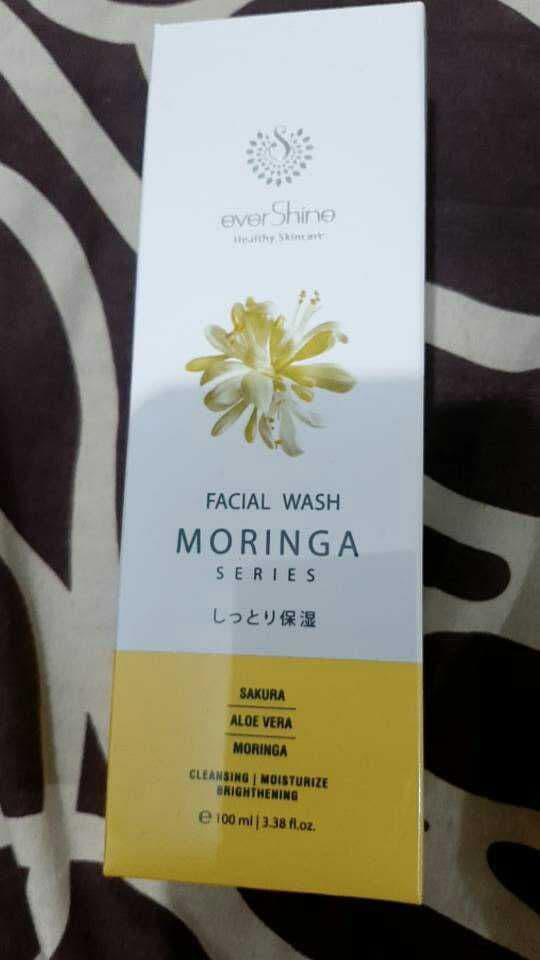 everShine
Healthy Skincare
FACIAL WASH
MORINGA
SERIES
しっとり保湿
SAKURA
ALOE VERA
MORINGA
CLEANSING | MOISTURIZE
BRIGHTENING
℮ 100 ml | 3.38 fl.oz.